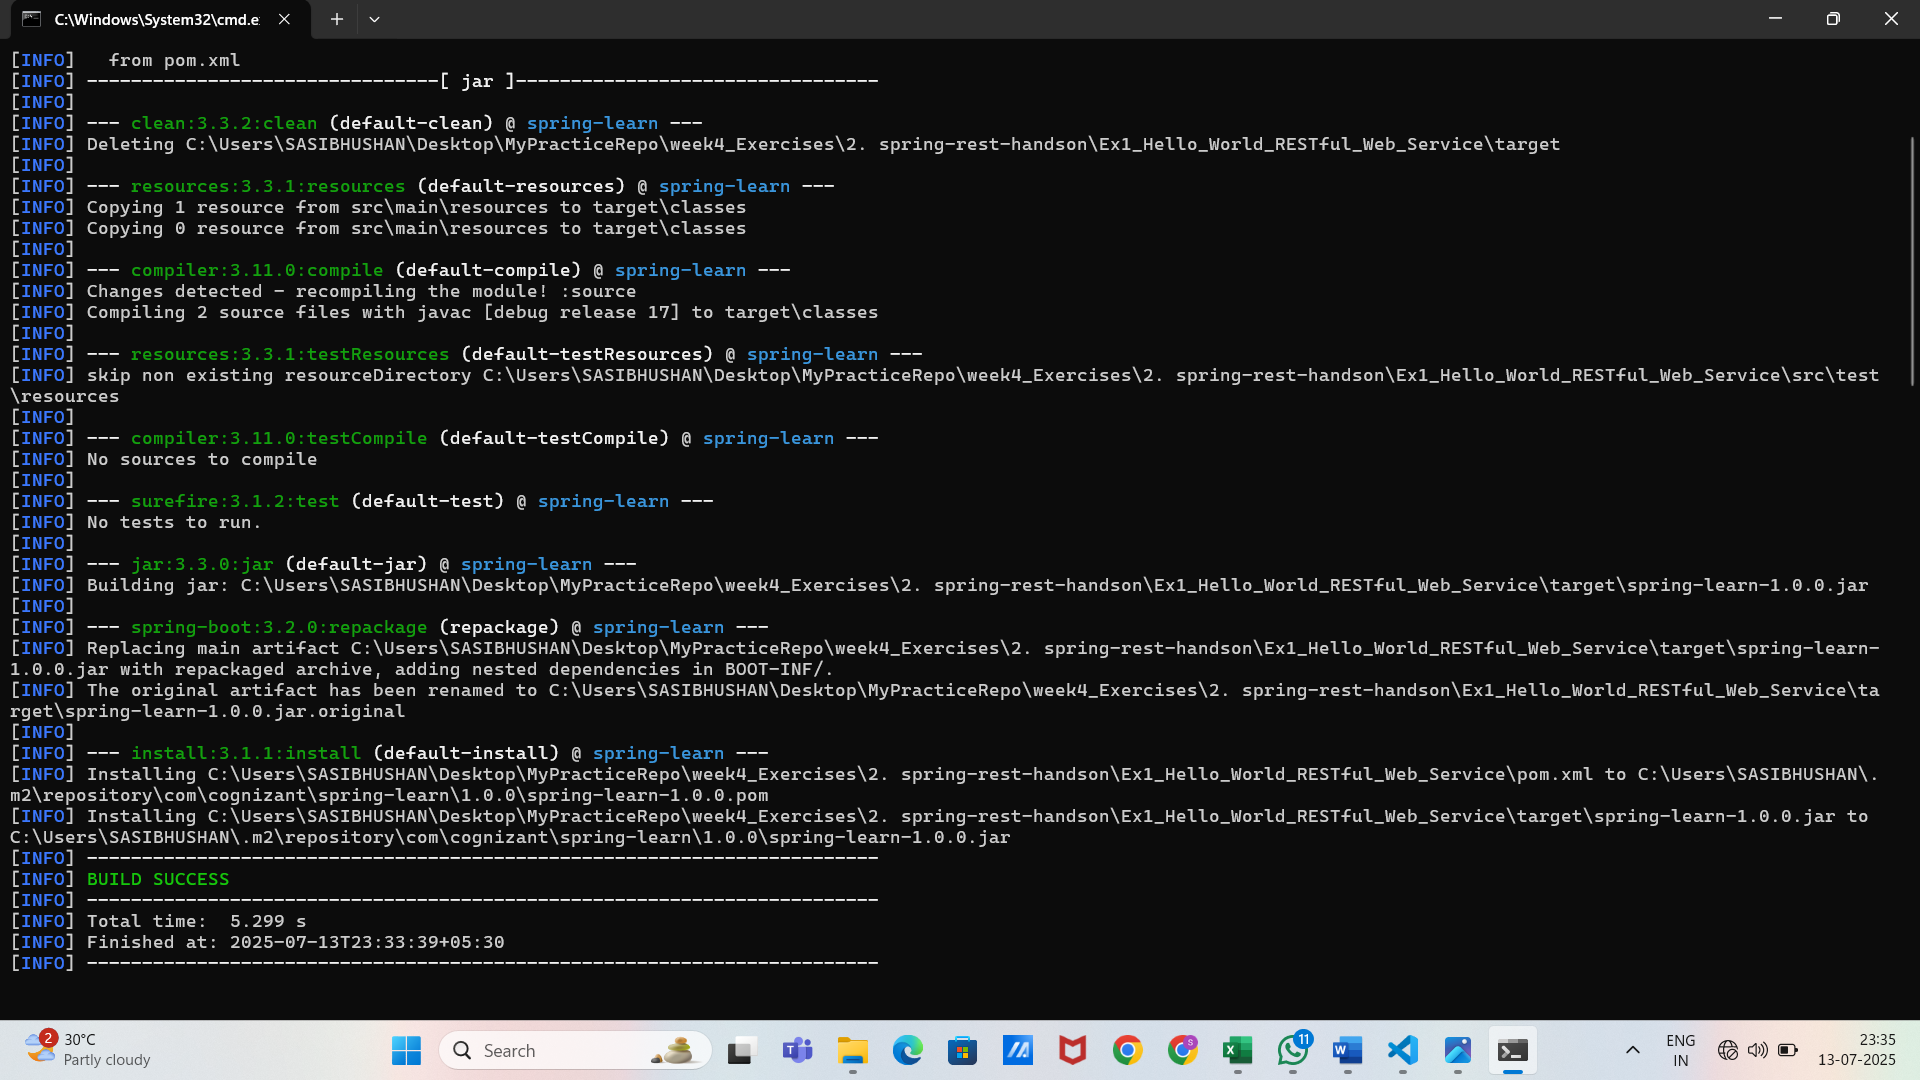 C:\Windows\System32\cmd.e
[INFO]   from pom.xml
[INFO] --------------------------------[ jar ]---------------------------------
[INFO]
[INFO] --- clean:3.3.2:clean (default-clean) @ spring-learn ---
[INFO] Deleting C:\Users\SASIBHUSHAN\Desktop\MyPracticeRepo\week4_Exercises\2. spring-rest-handson\Ex1_Hello_World_RESTful_Web_Service\target
[INFO]
[INFO] --- resources:3.3.1:resources (default-resources) @ spring-learn ---
[INFO] Copying 1 resource from src\main\resources to target\classes
[INFO] Copying 0 resource from src\main\resources to target\classes
[INFO]
[INFO] --- compiler:3.11.0:compile (default-compile) @ spring-learn ---
[INFO] Changes detected - recompiling the module! :source
[INFO] Compiling 2 source files with javac [debug release 17] to target\classes
[INFO]
[INFO] --- resources:3.3.1:testResources (default-testResources) @ spring-learn ---
[INFO] skip non existing resourceDirectory C:\Users\SASIBHUSHAN\Desktop\MyPracticeRepo\week4_Exercises\2. spring-rest-handson\Ex1_Hello_World_RESTful_Web_Service\src\test
\resources
[INFO]
[INFO] --- compiler:3.11.0:testCompile (default-testCompile) @ spring-learn ---
[INFO] No sources to compile
[INFO]
[INFO] --- surefire:3.1.2:test (default-test) @ spring-learn ---
[INFO] No tests to run.
[INFO]
[INFO] --- jar:3.3.0:jar (default-jar) @ spring-learn ---
[INFO] Building jar: C:\Users\SASIBHUSHAN\Desktop\MyPracticeRepo\week4_Exercises\2. spring-rest-handson\Ex1_Hello_World_RESTful_Web_Service\target\spring-learn-1.0.0.jar
[INFO]
[INFO] --- spring-boot:3.2.0:repackage (repackage) @ spring-learn ---
[INFO] Replacing main artifact C:\Users\SASIBHUSHAN\Desktop\MyPracticeRepo\week4_Exercises\2. spring-rest-handson\Ex1_Hello_World_RESTful_Web_Service\target\spring-learn-
1.0.0.jar with repackaged archive, adding nested dependencies in BOOT-INF/.
[INFO] The original artifact has been renamed to C:\Users\SASIBHUSHAN\Desktop\MyPracticeRepo\week4_Exercises\2. spring-rest-handson\Ex1_Hello_World_RESTful_Web_Service\ta
rget\spring-learn-1.0.0.jar.original
[INFO]
[INFO] --- install:3.1.1:install (default-install) @ spring-learn ---
[INFO] Installing C:\Users\SASIBHUSHAN\Desktop\MyPracticeRepo\week4_Exercises\2. spring-rest-handson\Ex1_Hello_World_RESTful_Web_Service\pom.xml to C:\Users\SASIBHUSHAN\.
m2\repository\com\cognizant\spring-learn\1.0.0\spring-learn-1.0.0.pom
[INFO] Installing C:\Users\SASIBHUSHAN\Desktop\MyPracticeRepo\week4_Exercises\2. spring-rest-handson\Ex1_Hello_World_RESTful_Web_Service\target\spring-learn-1.0.0.jar to
C:\Users\SASIBHUSHAN\.m2\repository\com\cognizant\spring-learn\1.0.0\spring-learn-1.0.0.jar
[INFO] ------------------------------------------------------------------------
[INFO] BUILD SUCCESS
[INFO] ------------------------------------------------------------------------
[INFO] Total time:  5.299 s
[INFO] Finished at: 2025-07-13T23:33:39+05:30
[INFO] ------------------------------------------------------------------------
2
30°C
Partly cloudy
Search
11
ENG
IN
23:35
13-07-2025